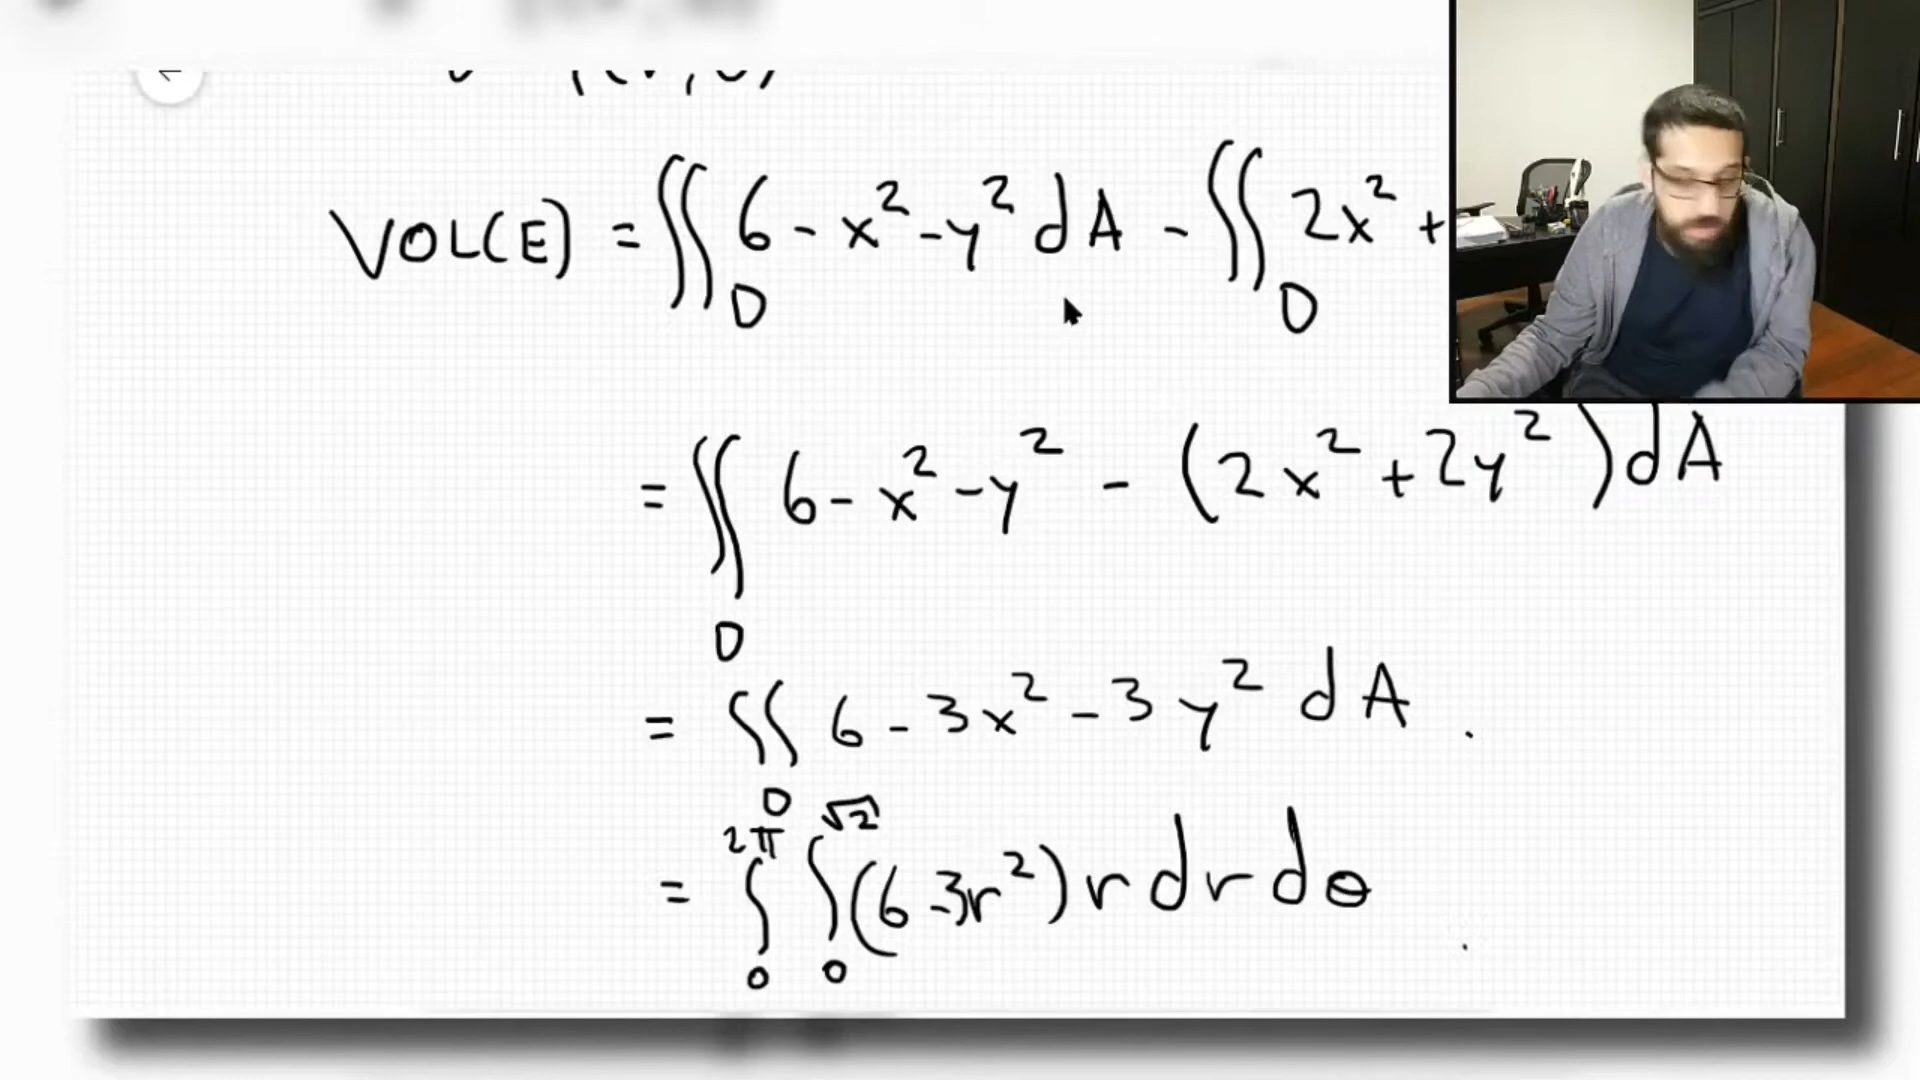 VOL(E) = ∬_D 6 - x² - y² dA - ∬_D 2x² +
= ∬_D 6 - x² - y² - (2x² + 2y²) dA
= ∬_D 6 - 3x² - 3y² dA .
= ∫_0^{2π} ∫_0^{√2} (6 - 3r²) r dr dθ